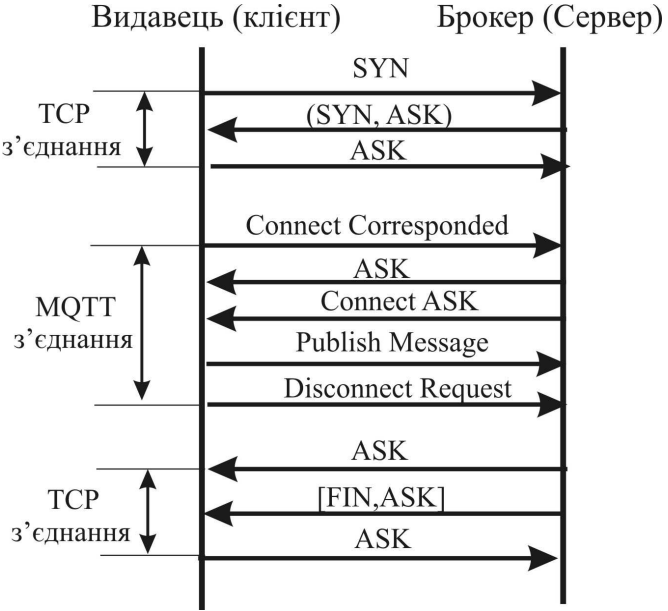 Видавець (клієнт) Брокер (Сервер)
SYN
TCP
з’єднання
(SYN, ASK)
ASK
Connect Corresponded
ASK
MQTT
з’єднання
Connect ASK
Publish Message
Disconnect Request
ASK
TCP
з’єднання
[FIN,ASK]
ASK